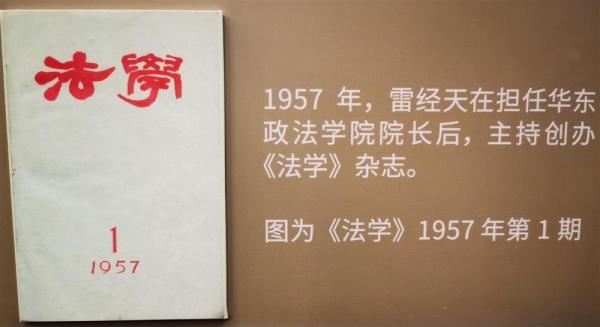 法學
1
1957
1957 年，雷经天在担任华东
政法学院院长后，主持创办
《法学》杂志。
图为《法学》1957 年第 1 期